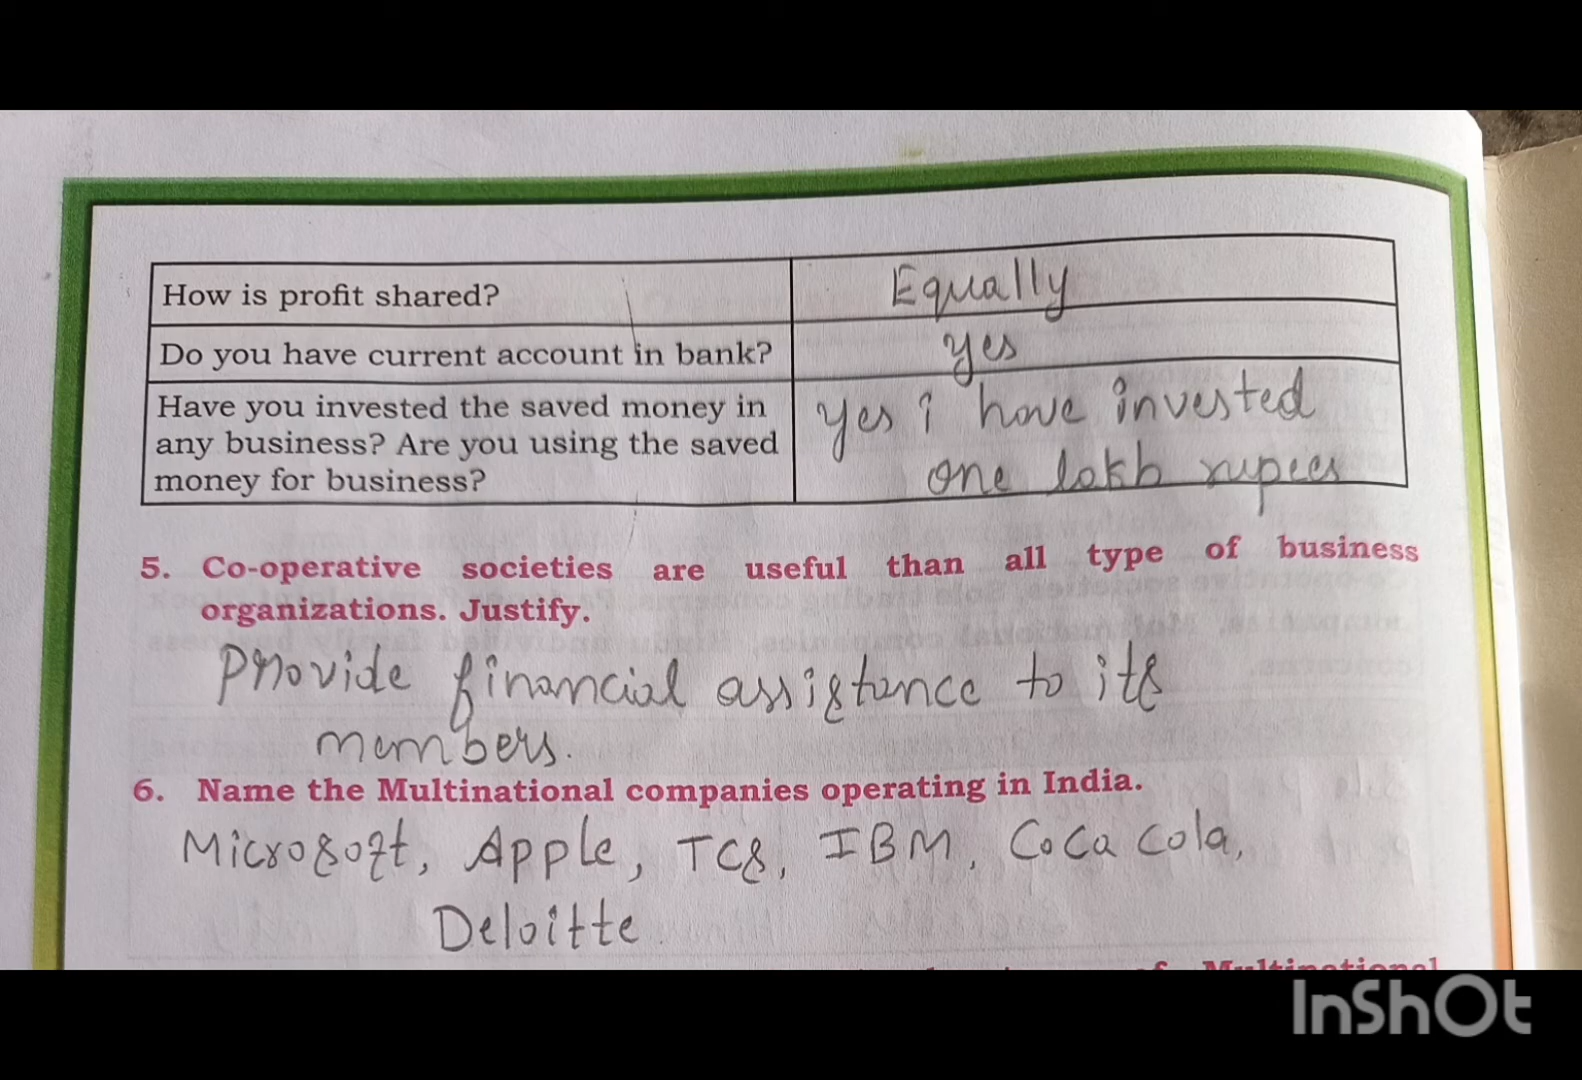 How is profit shared?
Equally
Do you have current account in bank?
yes
Have you invested the saved money in
any business? Are you using the saved
money for business?
yes i have invested
one lakh rupees
5. Co-operative societies are useful than all type of business
organizations. Justify.
Provide financial assistance to its
members.
6. Name the Multinational companies operating in India.
Microsoft, Apple, TCS, IBM, CoCa cola,
Deloitte
Multinational
InShOt